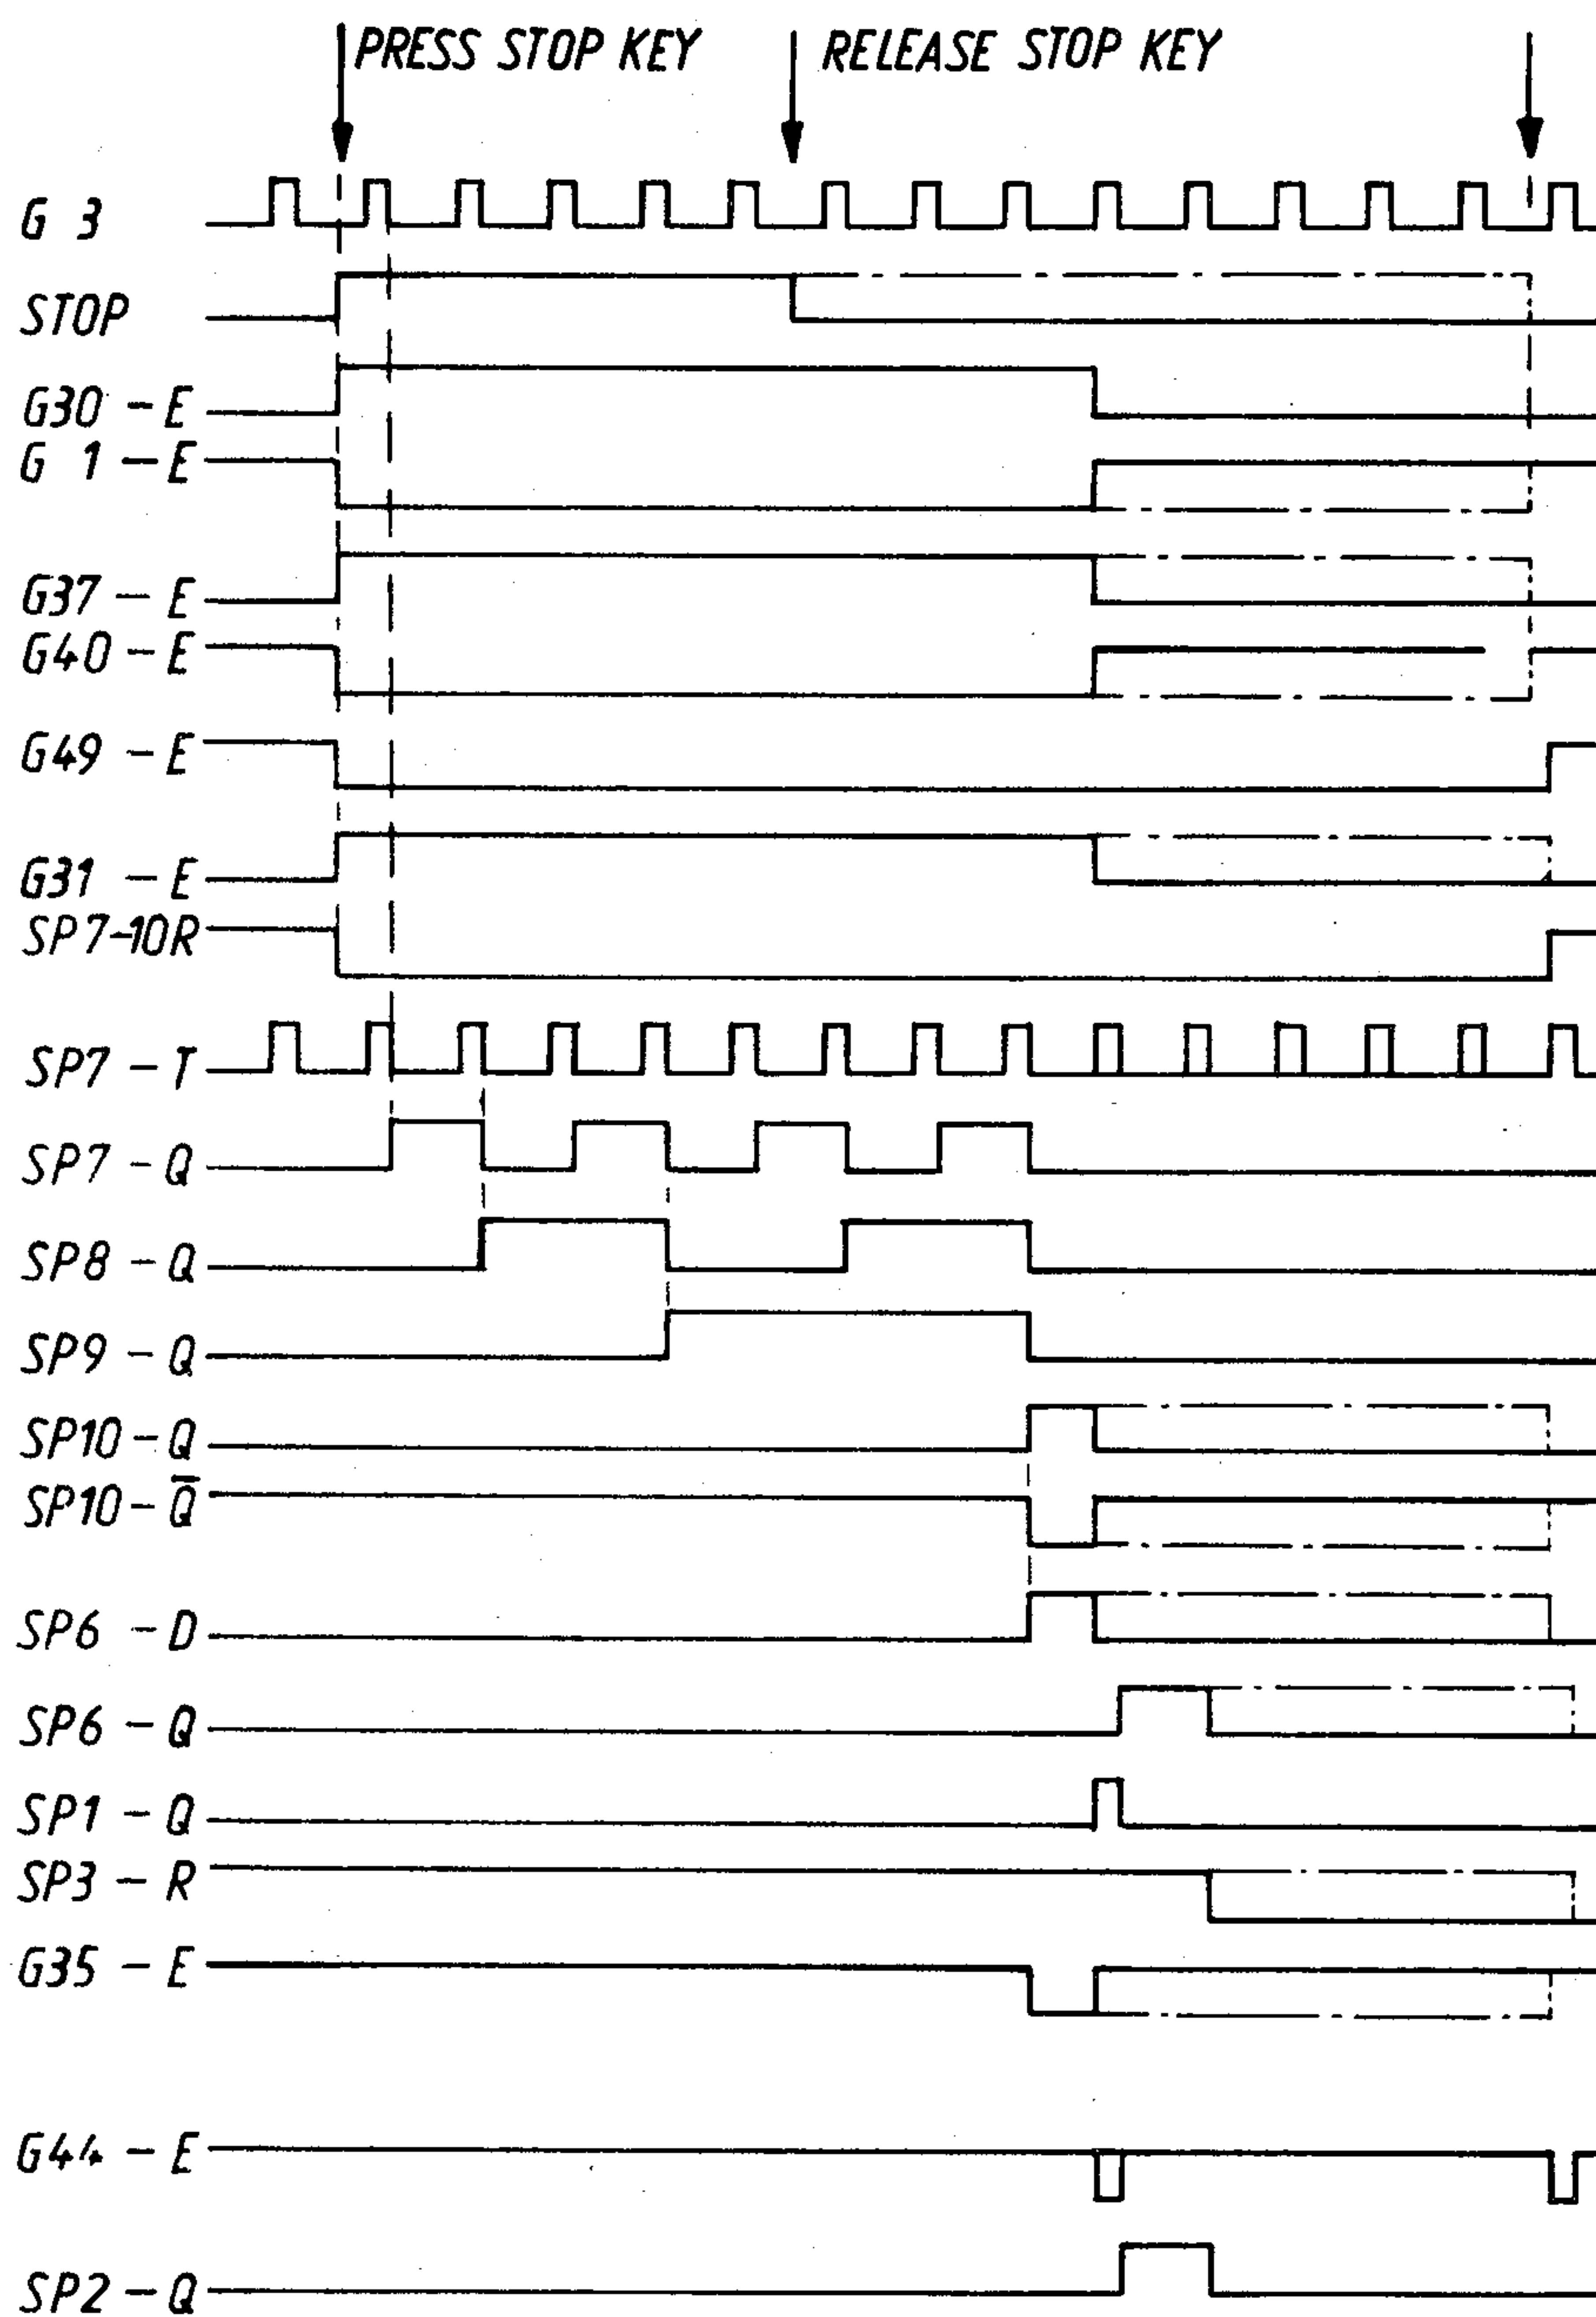 PRESS STOP KEY RELEASE STOP KEY
G 3
STOP
G30 - E
G 1 - E
G37 - E
G40 - E
G49 - E
G31 - E
SP7-10R
SP7 - T
SP7 - Q
SP8 - Q
SP9 - Q
SP10 - Q
SP10 - Q̅
SP6 - D
SP6 - Q
SP1 - Q
SP3 - R
G35 - E
G44 - E
SP2 - Q